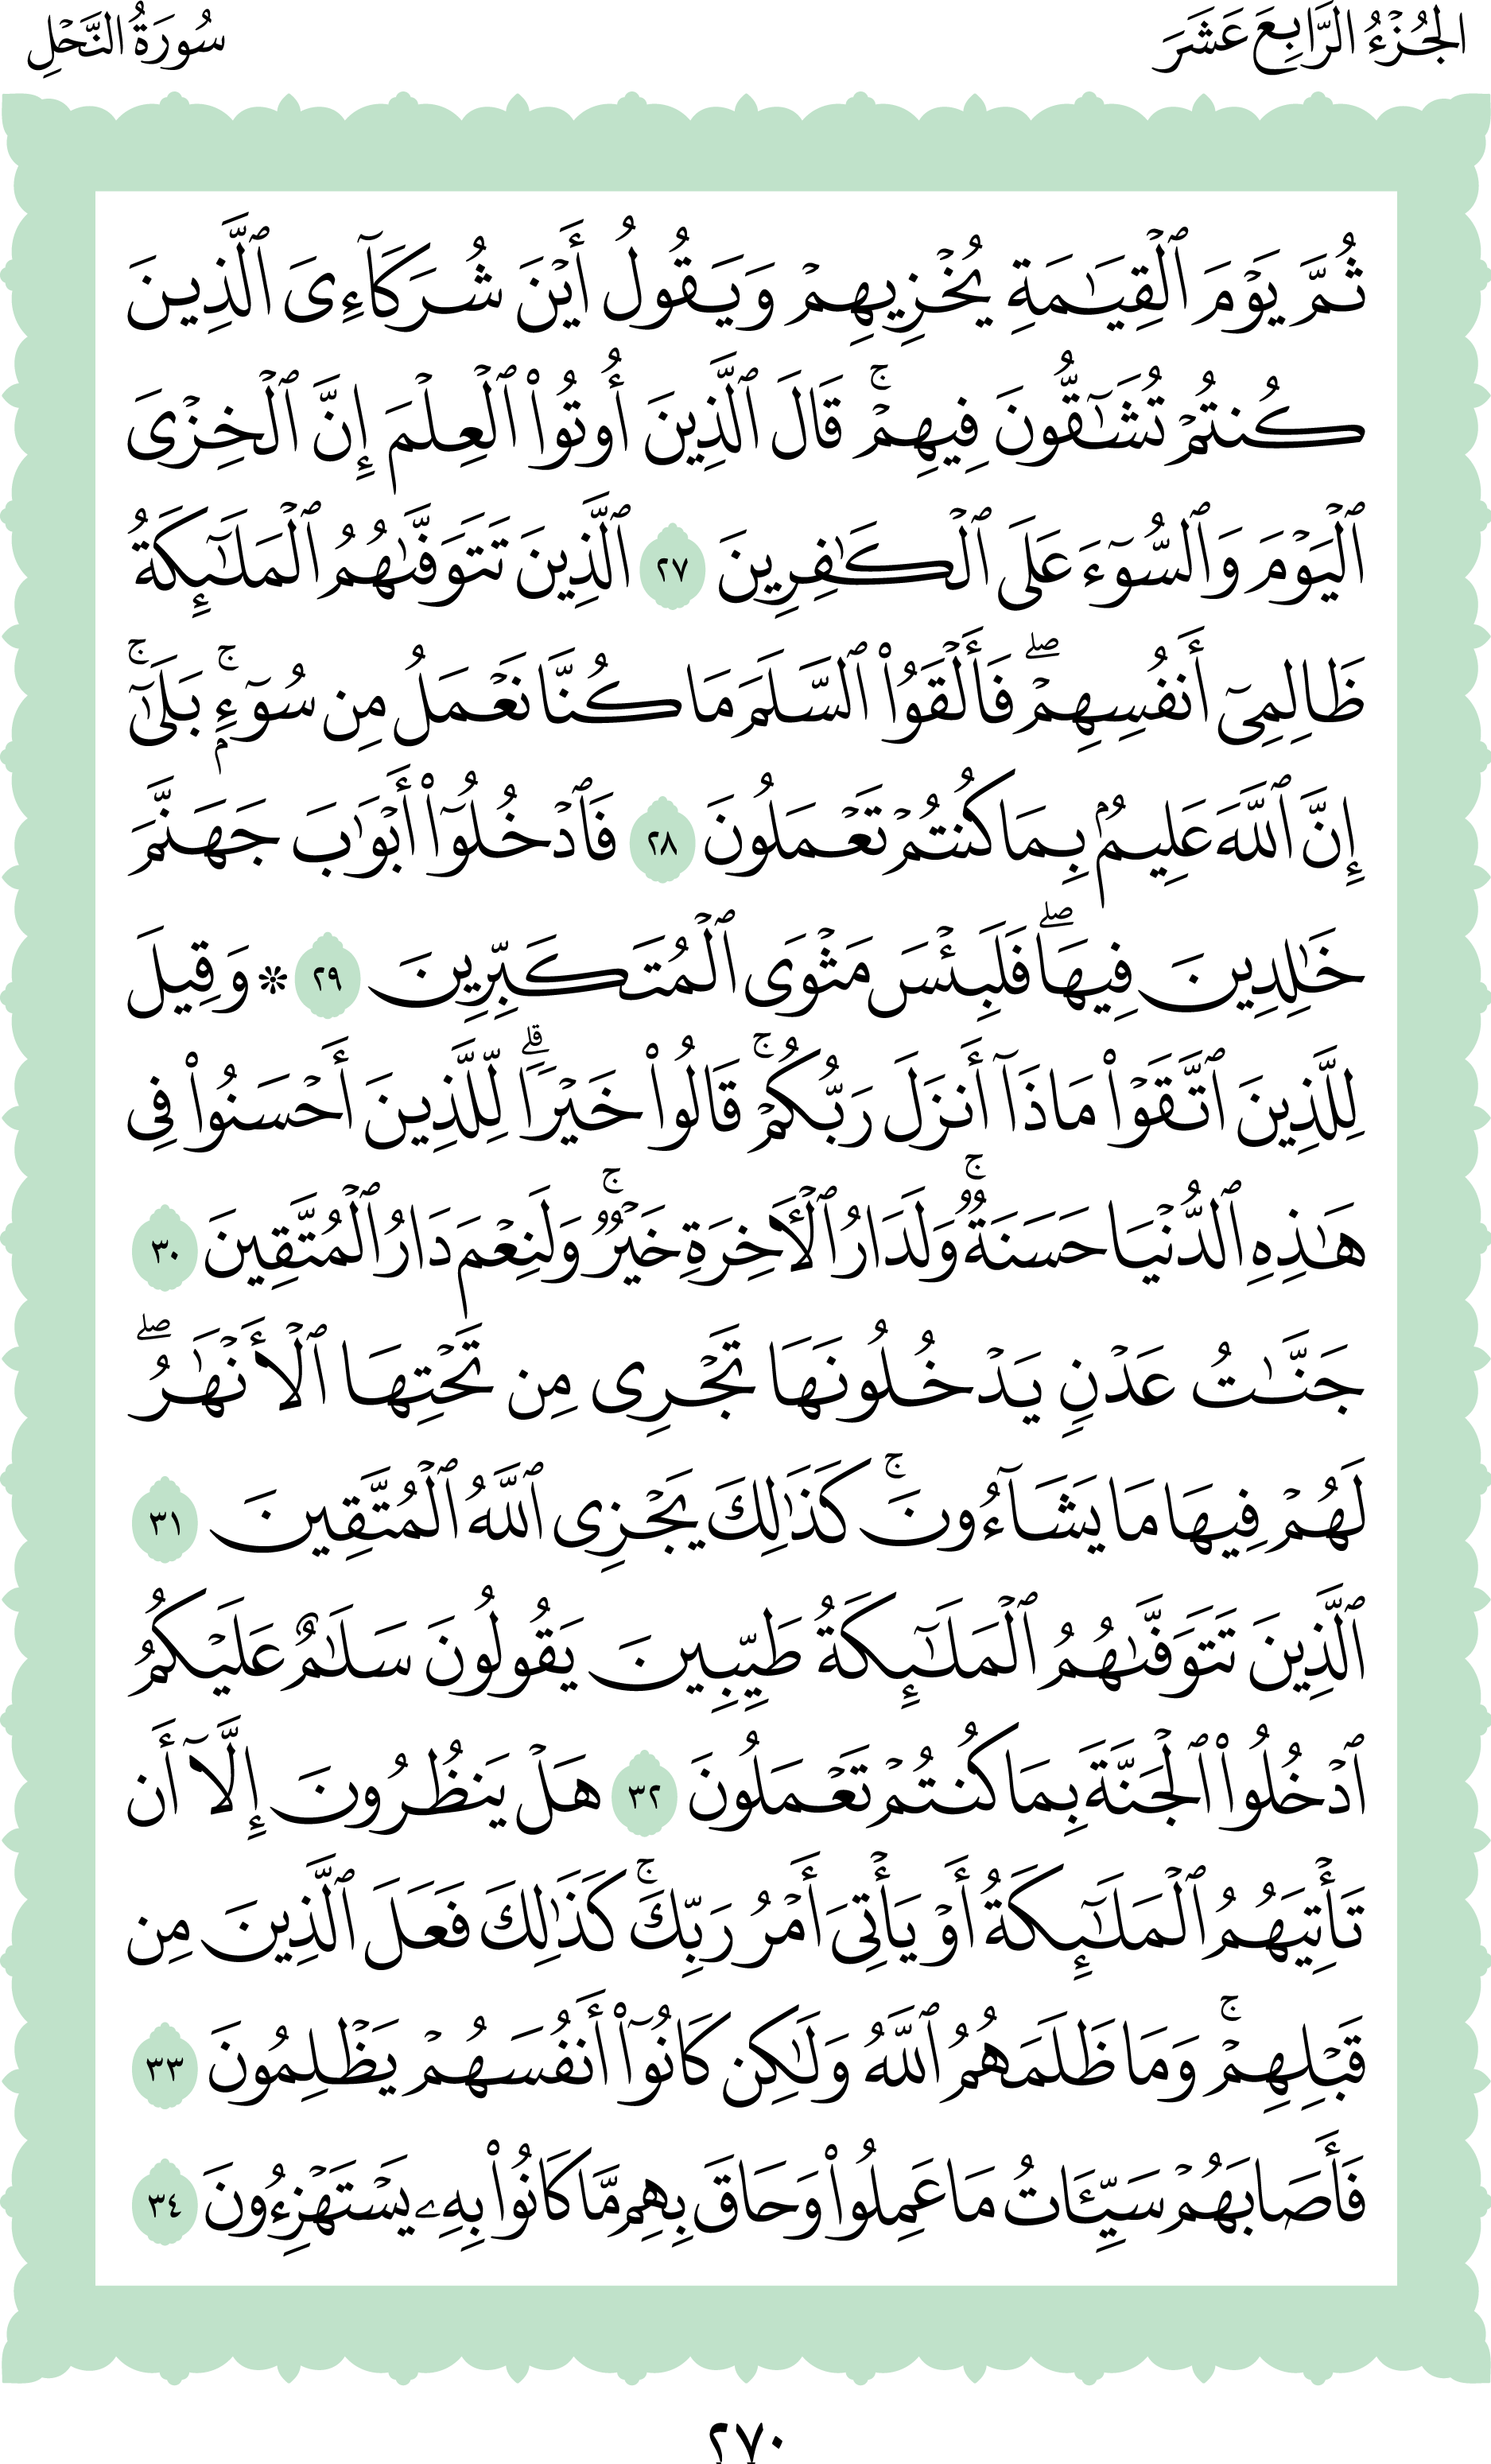 الجُزْءُ الرَّابِعَ عَشَرَ سُورَةُ النَّحْلِ
ثُمَّ يَوْمَ ٱلْقِيَٰمَةِ يُخْزِيهِمْ وَيَقُولُ أَيْنَ شُرَكَآءِىَ ٱلَّذِينَ
كُنتُمْ تُشَٰٓقُّونَ فِيهِمْۚ قَالَ ٱلَّذِينَ أُوتُوا۟ ٱلْعِلْمَ إِنَّ ٱلْخِزْىَ
ٱلْيَوْمَ وَٱلسُّوٓءَ عَلَى ٱلْكَٰفِرِينَ ٢٧ ٱلَّذِينَ تَتَوَفَّىٰهُمُ ٱلْمَلَٰٓئِكَةُ
ظَالِمِىٓ أَنفُسِهِمْۖ فَأَلْقَوُا۟ ٱلسَّلَمَ مَا كُنَّا نَعْمَلُ مِن سُوٓءٍۭۚ بَلَىٰٓۚ
إِنَّ ٱللَّهَ عَلِيمٌۢ بِمَا كُنتُمْ تَعْمَلُونَ ٢٨ فَٱدْخُلُوٓا۟ أَبْوَٰبَ جَهَنَّمَ
خَٰلِدِينَ فِيهَاۖ فَلَبِئْسَ مَثْوَى ٱلْمُتَكَبِّرِينَ ٢٩ ۞ وَقِيلَ
لِلَّذِينَ ٱتَّقَوْا۟ مَاذَآ أَنزَلَ رَبُّكُمْۚ قَالُوا۟ خَيْرًاۗ لِّلَّذِينَ أَحْسَنُوا۟ فِى
هَٰذِهِ ٱلدُّنْيَا حَسَنَةٌۚ وَلَدَارُ ٱلْءَاخِرَةِ خَيْرٌۚ وَلَنِعْمَ دَارُ ٱلْمُتَّقِينَ ٣٠
جَنَّٰتُ عَدْنٍ يَدْخُلُونَهَا تَجْرِى مِن تَحْتِهَا ٱلْأَنْهَٰرُۖ
لَهُمْ فِيهَا مَا يَشَآءُونَۚ كَذَٰلِكَ يَجْزِى ٱللَّهُ ٱلْمُتَّقِينَ ٣١
ٱلَّذِينَ تَتَوَفَّىٰهُمُ ٱلْمَلَٰٓئِكَةُ طَيِّبِينَ يَقُولُونَ سَلَٰمٌ عَلَيْكُمُ
ٱدْخُلُوا۟ ٱلْجَنَّةَ بِمَا كُنتُمْ تَعْمَلُونَ ٣٢ هَلْ يَنظُرُونَ إِلَّآ أَن
تَأْتِيَهُمُ ٱلْمَلَٰٓئِكَةُ أَوْ يَأْتِىَ أَمْرُ رَبِّكَۚ كَذَٰلِكَ فَعَلَ ٱلَّذِينَ مِن
قَبْلِهِمْۚ وَمَا ظَلَمَهُمُ ٱللَّهُ وَلَٰكِن كَانُوٓا۟ أَنفُسَهُمْ يَظْلِمُونَ ٣٣
فَأَصَابَهُمْ سَيِّـَٔاتُ مَا عَمِلُوا۟ وَحَاقَ بِهِم مَّا كَانُوا۟ بِهِۦ يَسْتَهْزِءُونَ ٣٤
٢٧٠